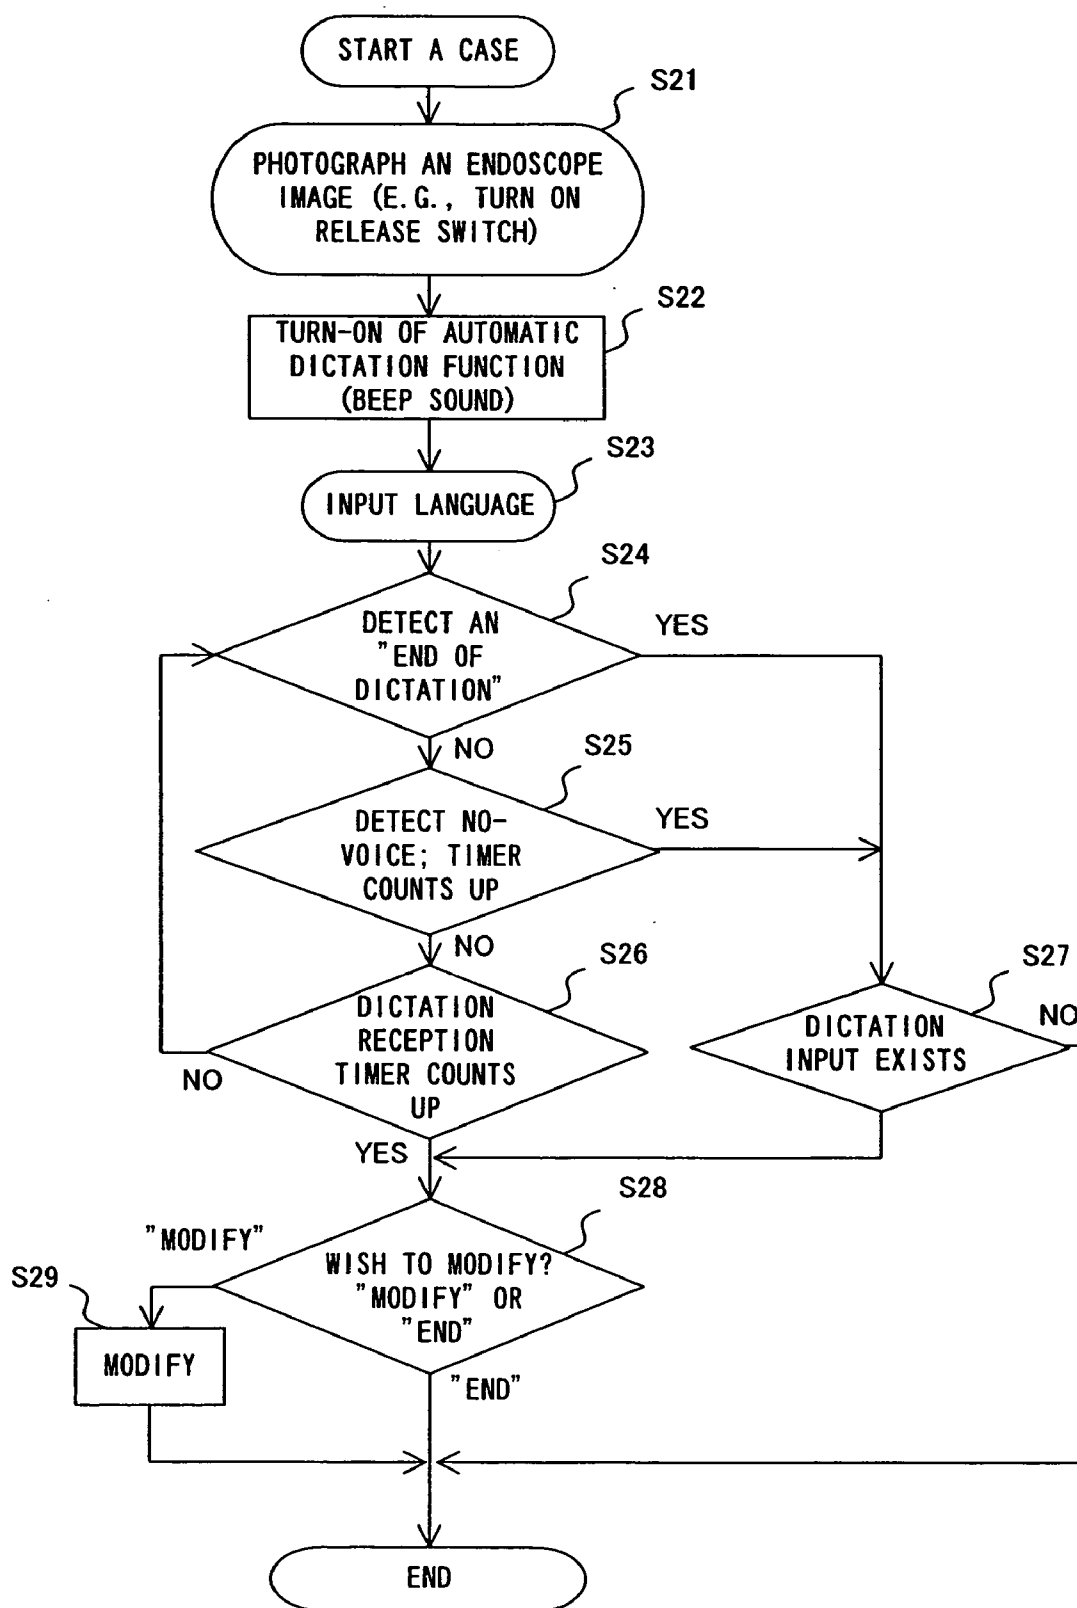 START A CASE
S21
PHOTOGRAPH AN ENDOSCOPE
IMAGE (E.G., TURN ON
RELEASE SWITCH)
S22
TURN-ON OF AUTOMATIC
DICTATION FUNCTION
(BEEP SOUND)
S23
INPUT LANGUAGE
S24
DETECT AN
"END OF
DICTATION"
YES
NO
S25
DETECT NO-
VOICE; TIMER
COUNTS UP
YES
NO
S26
DICTATION
RECEPTION
TIMER COUNTS
UP
NO
YES
S27
DICTATION
INPUT EXISTS
NO
S28
WISH TO MODIFY?
"MODIFY" OR
"END"
"MODIFY"
S29
MODIFY
"END"
END